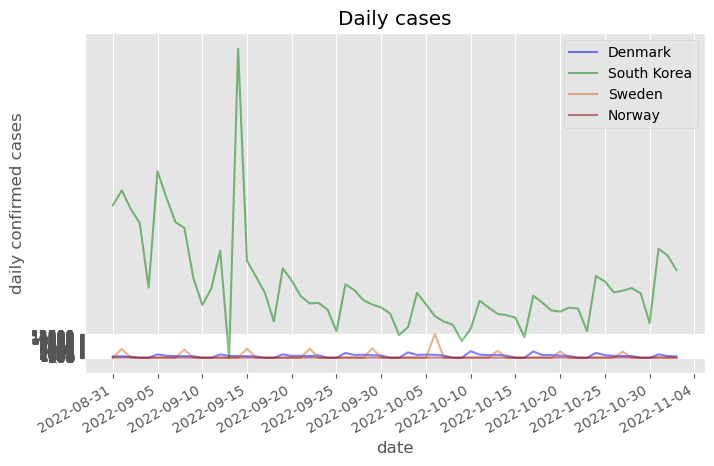 Daily cases
Denmark
South Korea
Sweden
Norway
daily confirmed cases
2022-08-31
2022-09-05
2022-09-10
2022-09-15
2022-09-20
2022-09-25
2022-09-30
2022-10-05
2022-10-10
2022-10-15
2022-10-20
2022-10-25
2022-10-30
2022-11-04
date